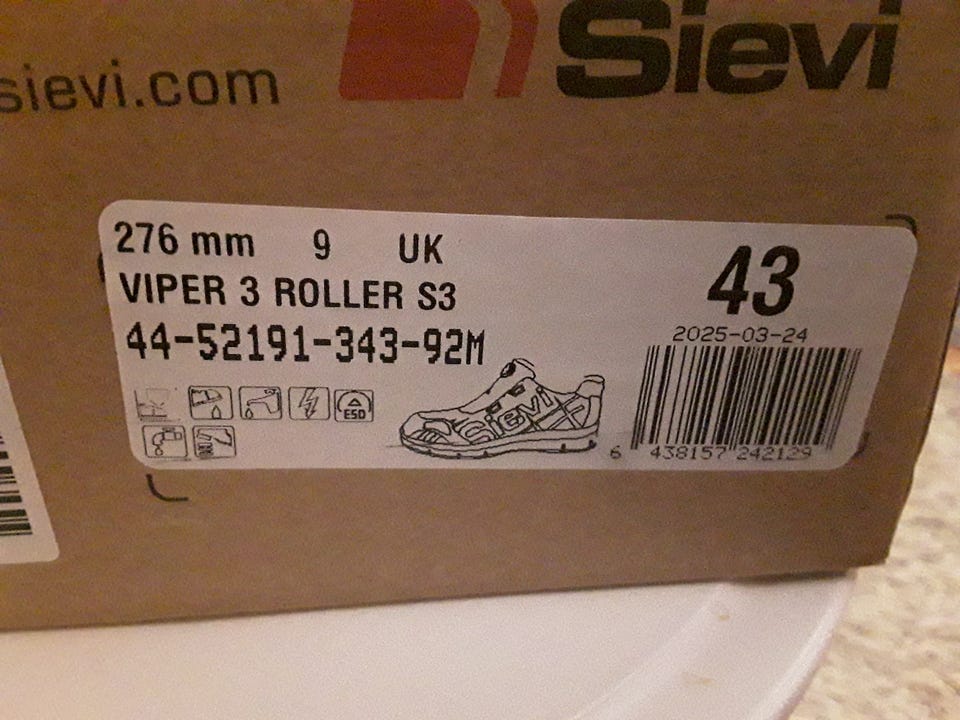 sievi.com
Sievi
276 mm 9 UK
VIPER 3 ROLLER S3
44-52191-343-92M
43
2025-03-24
ESD
Sievi
6 438157 242129